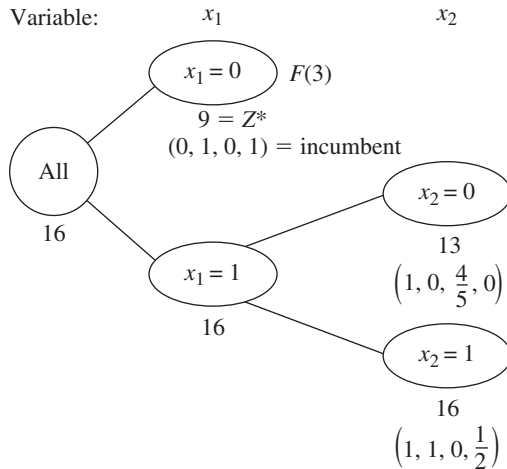 Variable: x₁ x₂
x₁ = 0 F(3)
9 = Z*
(0, 1, 0, 1) = incumbent
All
16
x₂ = 0
13
(1, 0, 4/5, 0)
x₁ = 1
16
x₂ = 1
16
(1, 1, 0, 1/2)